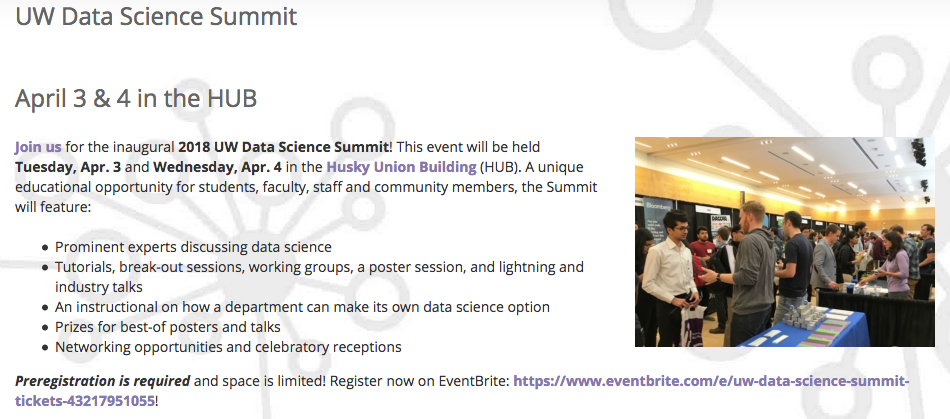 UW Data Science Summit
April 3 & 4 in the HUB
Join us for the inaugural 2018 UW Data Science Summit! This event will be held
Tuesday, Apr. 3 and Wednesday, Apr. 4 in the Husky Union Building (HUB). A unique
educational opportunity for students, faculty, staff and community members, the Summit
will feature:
• Prominent experts discussing data science
• Tutorials, break-out sessions, working groups, a poster session, and lightning and
industry talks
• An instructional on how a department can make its own data science option
• Prizes for best-of posters and talks
• Networking opportunities and celebratory receptions
Bloomberg
Preregistration is required and space is limited! Register now on EventBrite: https://www.eventbrite.com/e/uw-data-science-summit-
tickets-43217951055!